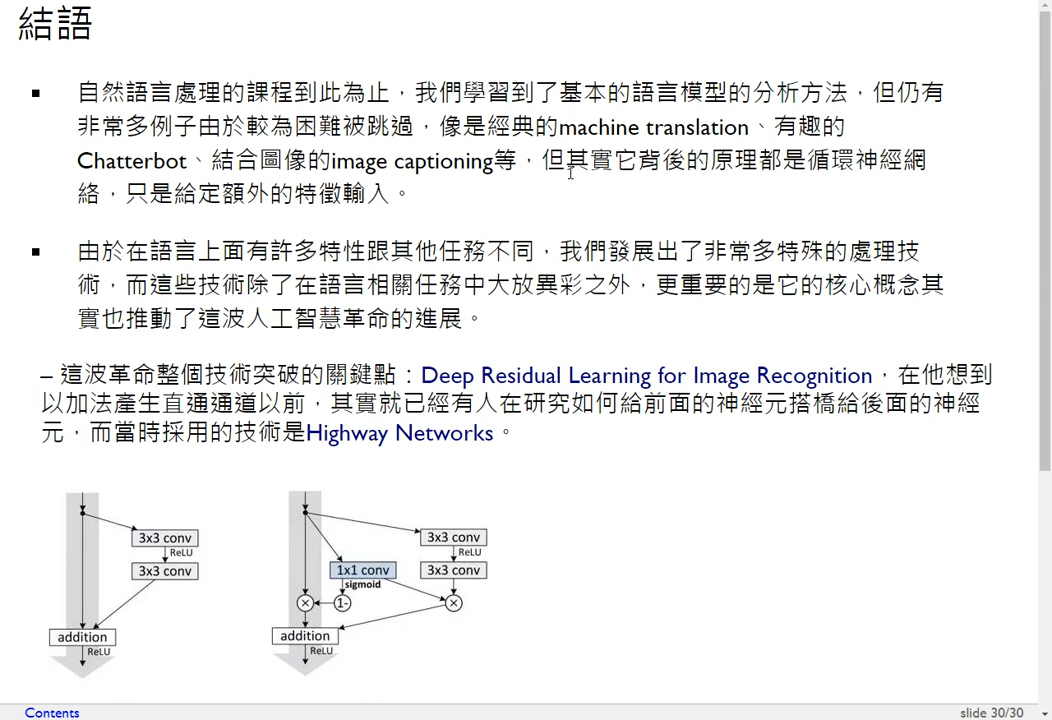 結語
▪ 自然語言處理的課程到此為止，我們學習到了基本的語言模型的分析方法，但仍有
非常多例子由於較為困難被跳過，像是經典的machine translation、有趣的
Chatterbot、結合圖像的image captioning等，但其實它背後的原理都是循環神經網
絡，只是給定額外的特徵輸入。
▪ 由於在語言上面有許多特性跟其他任務不同，我們發展出了非常多特殊的處理技
術，而這些技術除了在語言相關任務中大放異彩之外，更重要的是它的核心概念其
實也推動了這波人工智慧革命的進展。
– 這波革命整個技術突破的關鍵點：Deep Residual Learning for Image Recognition，在他想到
以加法產生直通通道以前，其實就已經有人在研究如何給前面的神經元搭橋給後面的神經
元，而當時採用的技術是Highway Networks。
3x3 conv
ReLU
3x3 conv
addition
ReLU
3x3 conv
ReLU
1x1 conv
3x3 conv
sigmoid
×
1-
×
addition
ReLU
Contents
slide 30/30